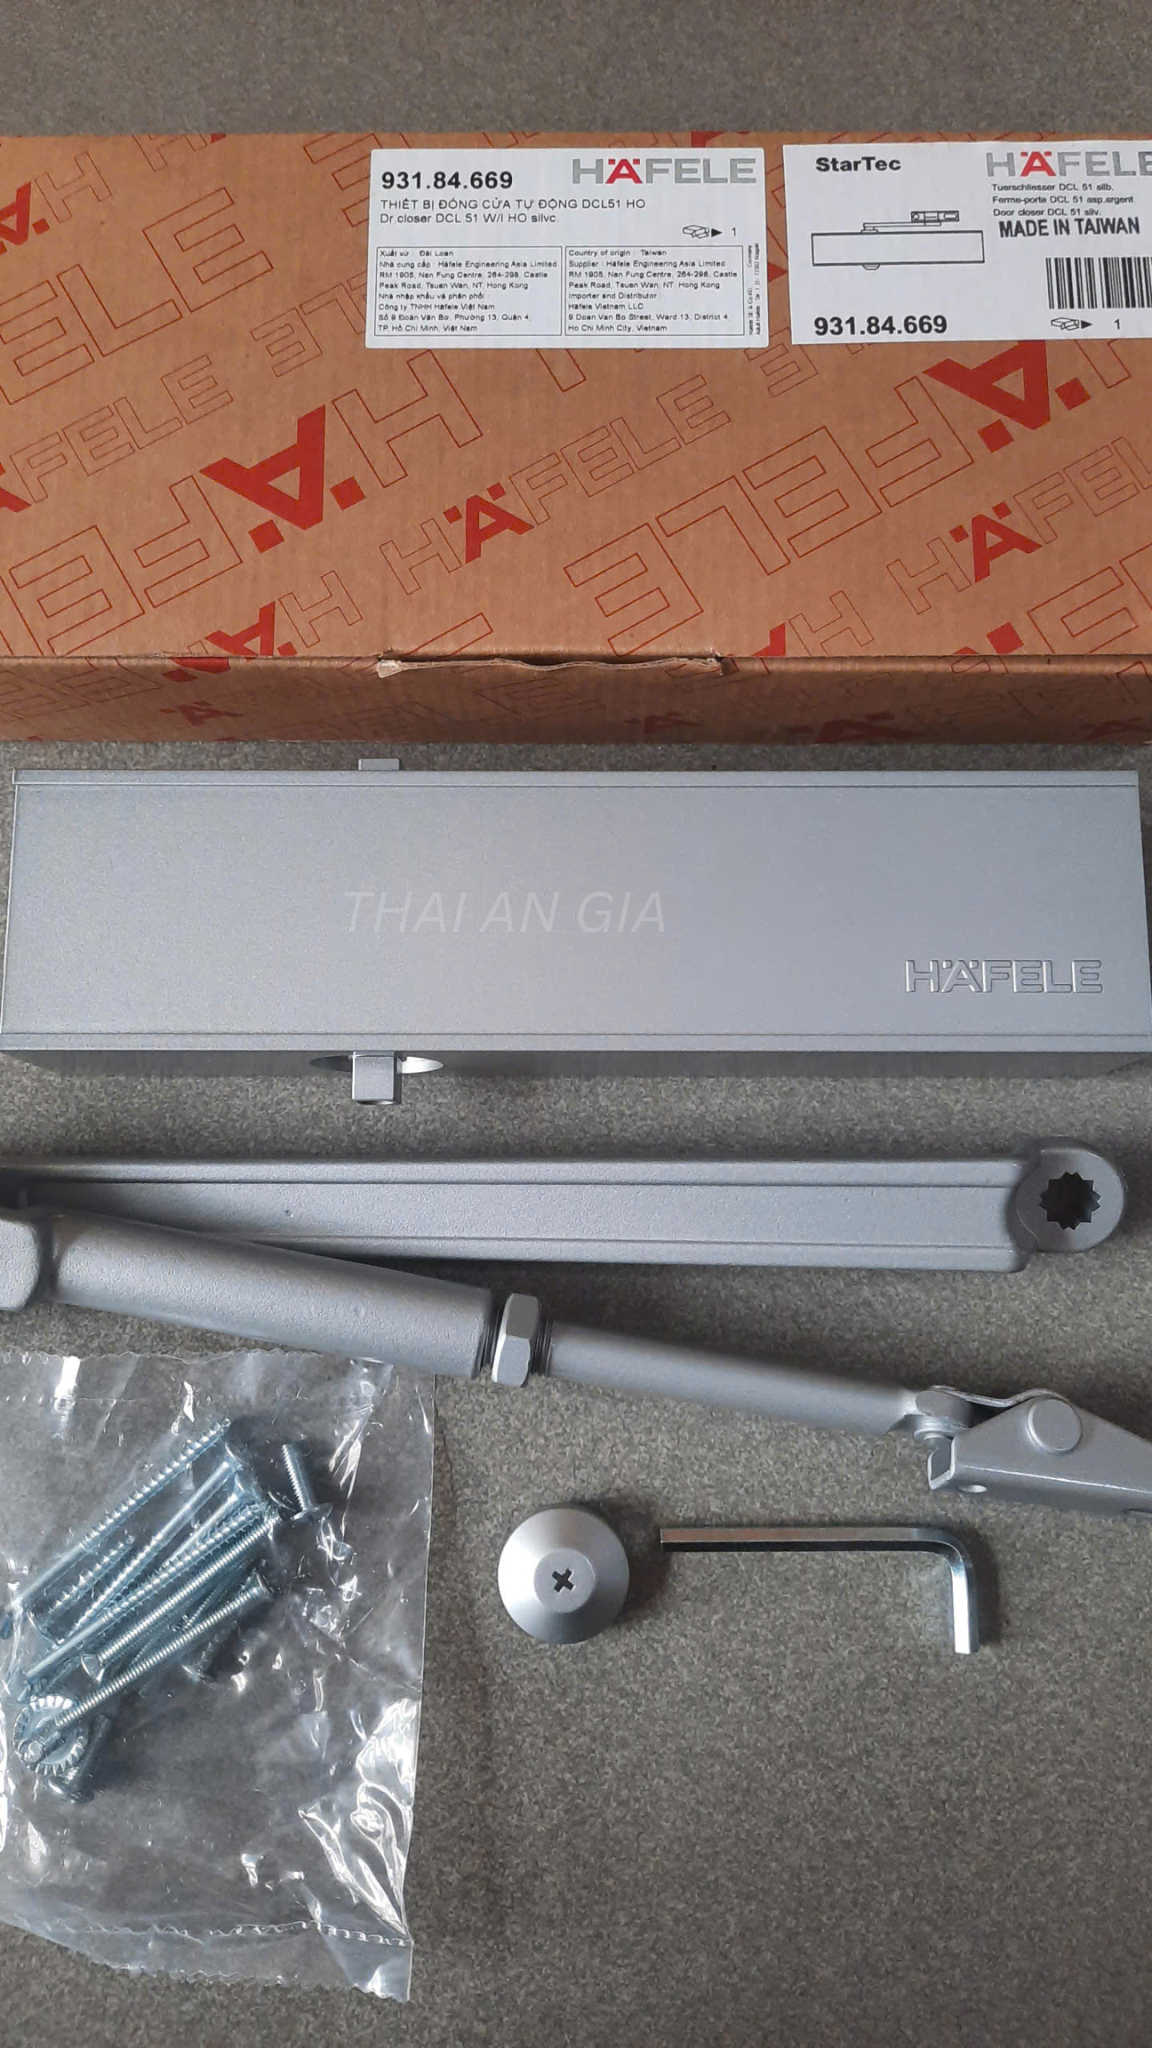 931.84.669
HÄFELE
THIẾT BỊ ĐÓNG CỬA TỰ ĐỘNG DCL51 HO
Dr.closer DCL 51 W/I HO silvc.
1
Xuất xứ : Đài Loan
Nhà cung cấp : Häfele Engineering Asia Limited
RM 1905, Nan Fung Centre, 264-298, Castle
Peak Road, Tsuen Wan, NT, Hong Kong
Nhà nhập khẩu và phân phối :
Công ty TNHH Häfele Việt Nam
Số 9 Đoàn Văn Bơ, Phường 13, Quận 4,
TP. Hồ Chí Minh, Việt Nam
Country of origin : Taiwan
Supplier : Häfele Engineering Asia Limited
RM 1905, Nan Fung Centre, 264-298, Castle
Peak Road, Tsuen Wan, NT, Hong Kong
Importer and Distributor :
Häfele Vietnam LLC
9 Doan Van Bo Street, Ward 13, District 4,
Ho Chi Minh City, Vietnam
StarTec
HÄFELE
Tuerschliesser DCL 51 silb.
Ferme-porte DCL 51 asp.argent
Door closer DCL 51 silv.
MADE IN TAIWAN
931.84.669
1
HÄFELE
HÄFELE
HÄFELE
HÄFELE
THAI AN GIA
HÄFELE